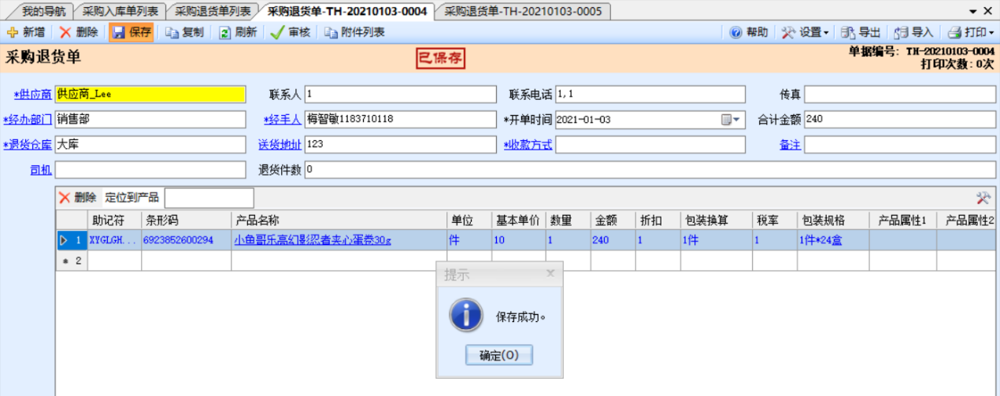 我的导航 采购入库单列表 采购退货单列表 采购退货单-TH-20210103-0004 采购退货单-TH-20210103-0005
新增 删除 保存 复制 刷新 审核 附件列表 帮助 设置 导出 导入 打印
采购退货单 已保存 单据编号: TH-20210103-0004
打印次数: 0次
*供应商 供应商_Lee 联系人 1 联系电话 1,1 传真
*经办部门 销售部 *经手人 梅智敏1183710118 *开单时间 2021-01-03 合计金额 240
*退货仓库 大库 送货地址 123 *收款方式 备注
司机 退货件数 0
删除 定位到产品
助记符 条形码 产品名称 单位 基本单价 数量 金额 折扣 包装换算 税率 包装规格 产品属性1 产品属性2
1 XYGLGH... 6923852600294 小鱼哥乐高幻影忍者夹心蛋卷30g 件 10 1 240 1 1件 1 1件*24盒
* 2
提示
保存成功。
确定(O)